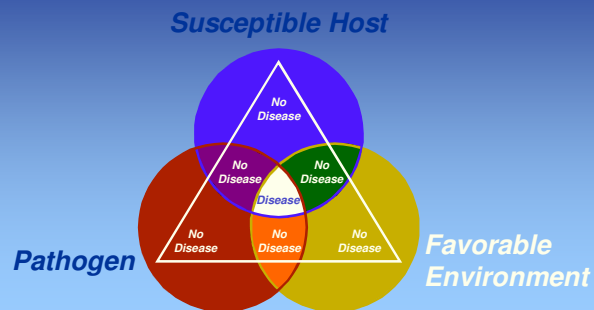 Susceptible Host
No
Disease
No
Disease
No
Disease
Disease
No
Disease
No
Disease
No
Disease
Pathogen
Favorable
Environment